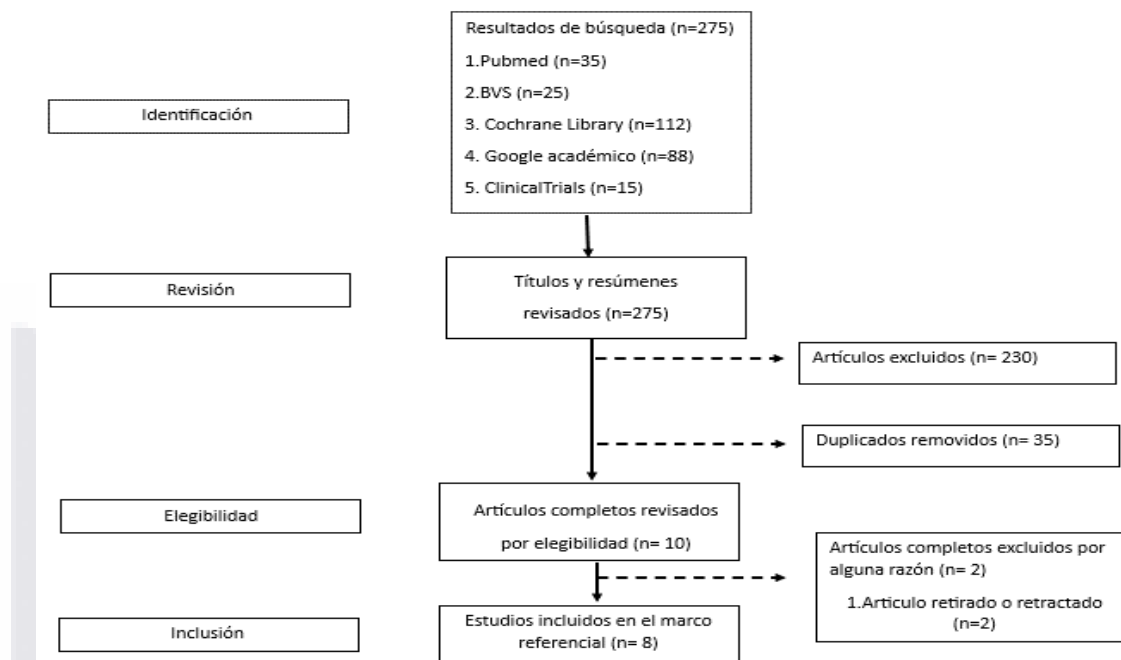 Identificación
Resultados de búsqueda (n=275)
1.Pubmed (n=35)
2.BVS (n=25)
3. Cochrane Library (n=112)
4. Google académico (n=88)
5. ClinicalTrials (n=15)
Revisión
Títulos y resúmenes
revisados (n=275)
Artículos excluidos (n= 230)
Duplicados removidos (n= 35)
Elegibilidad
Artículos completos revisados
por elegibilidad (n= 10)
Artículos completos excluidos por
alguna razón (n= 2)
1.Articulo retirado o retractado
(n=2)
Inclusión
Estudios incluidos en el marco
referencial (n= 8)